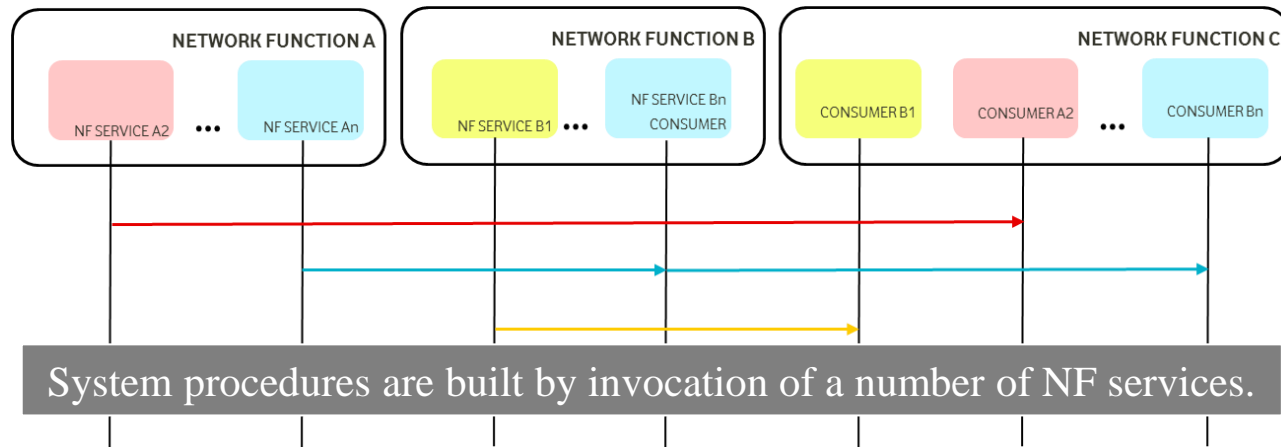 NETWORK FUNCTION A
NF SERVICE A2
•••
NF SERVICE An
NETWORK FUNCTION B
NF SERVICE B1
•••
NF SERVICE Bn
CONSUMER
NETWORK FUNCTION C
CONSUMER B1
CONSUMER A2
•••
CONSUMER Bn
System procedures are built by invocation of a number of NF services.